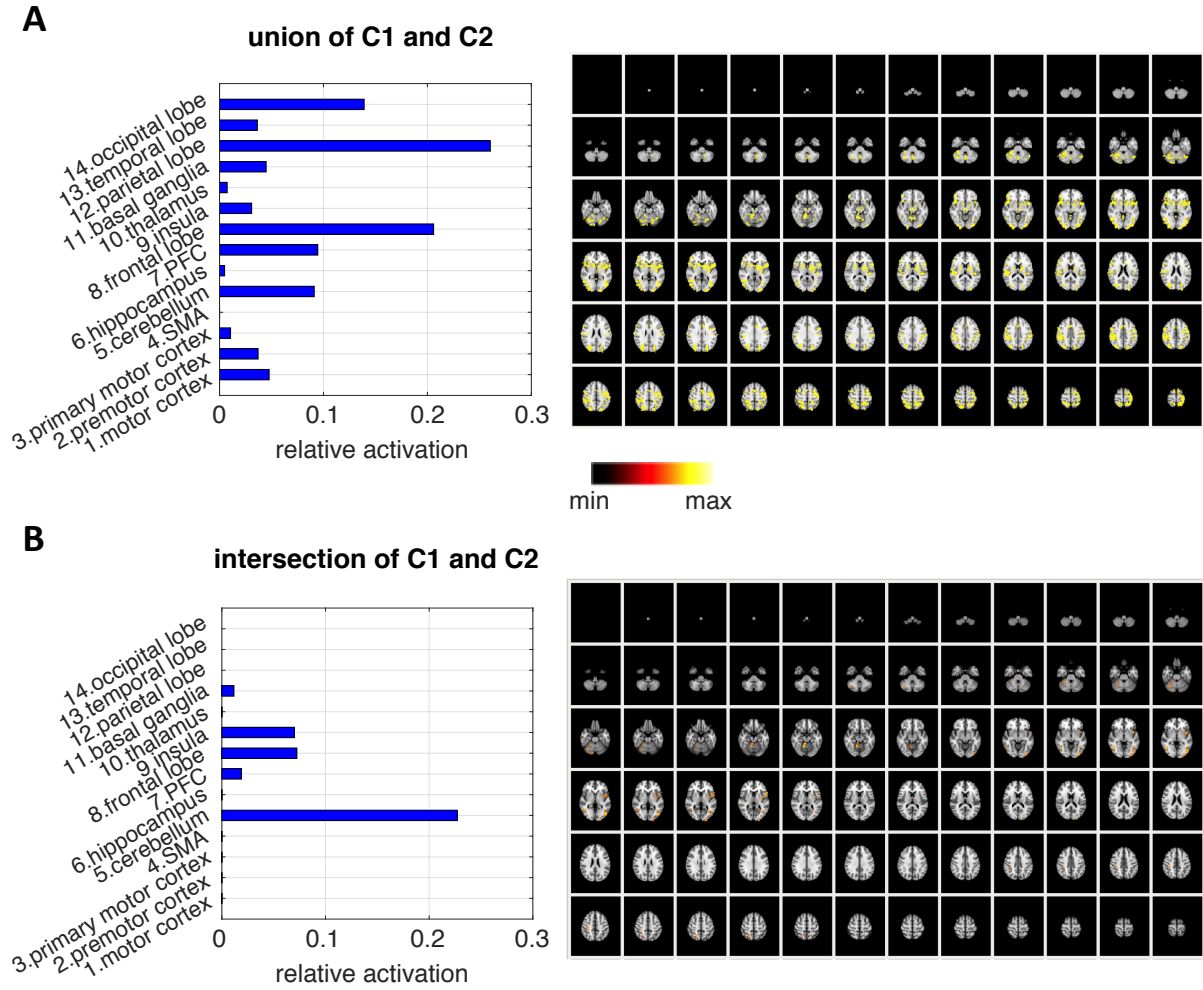 A
union of C1 and C2
14.occipital lobe
13.temporal lobe
12.parietal lobe
11.basal ganglia
10.thalamus
9.insula
8.frontal lobe
7.PFC
6.hippocampus
5.cerebellum
4.SMA
3.primary motor cortex
2.premotor cortex
1.motor cortex
0 0.1 0.2 0.3
relative activation
min max
B
intersection of C1 and C2
14.occipital lobe
13.temporal lobe
12.parietal lobe
11.basal ganglia
10.thalamus
9.insula
8.frontal lobe
7.PFC
6.hippocampus
5.cerebellum
4.SMA
3.primary motor cortex
2.premotor cortex
1.motor cortex
0 0.1 0.2 0.3
relative activation